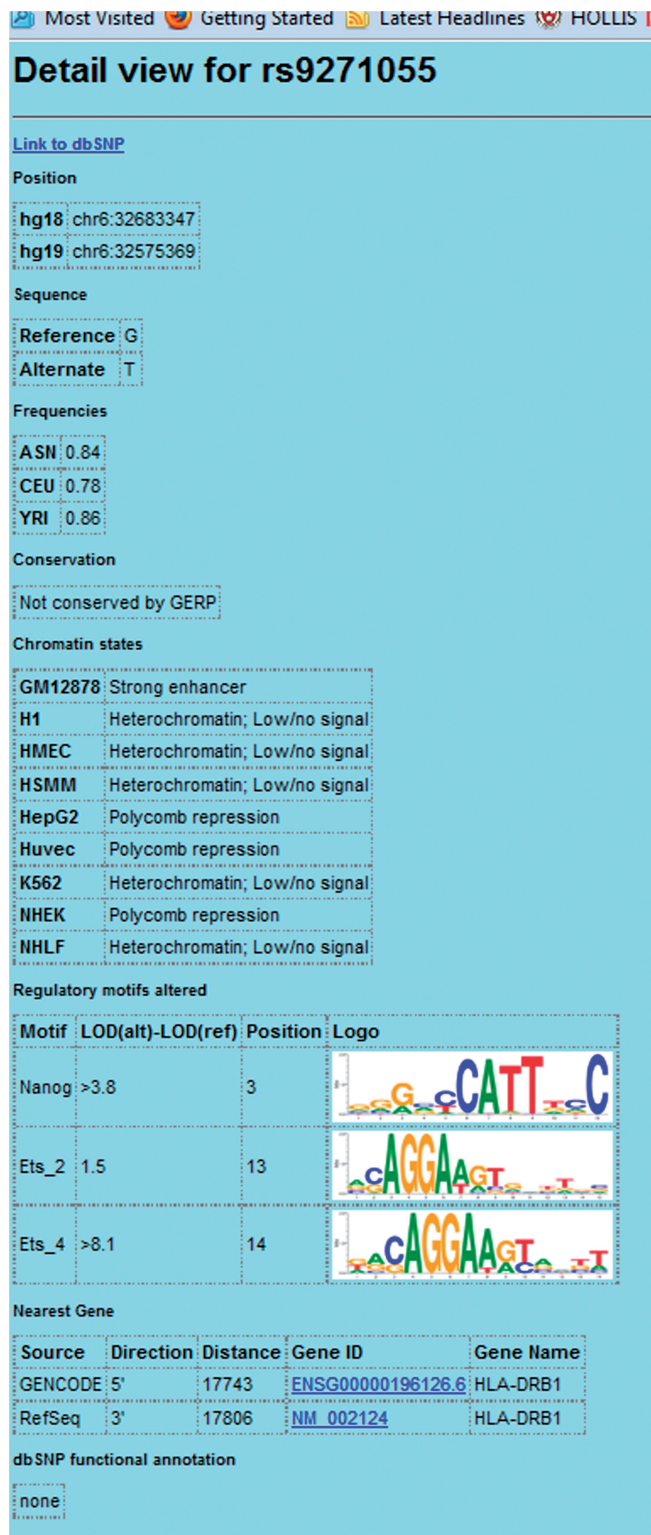 Most Visited Getting Started Latest Headlines HOLLIS
Detail view for rs9271055
Link to dbSNP
Position
hg18 chr6:32683347
hg19 chr6:32575369
Sequence
Reference G
Alternate T
Frequencies
ASN 0.84
CEU 0.78
YRI 0.86
Conservation
Not conserved by GERP
Chromatin states
GM12878 Strong enhancer
H1 Heterochromatin; Low/no signal
HMEC Heterochromatin; Low/no signal
HSMM Heterochromatin; Low/no signal
HepG2 Polycomb repression
Huvec Polycomb repression
K562 Heterochromatin; Low/no signal
NHEK Polycomb repression
NHLF Heterochromatin; Low/no signal
Regulatory motifs altered
Motif LOD(alt)-LOD(ref) Position Logo
Nanog >3.8 3 CATT C
Ets_2 1.5 13 AGGAAGT
Ets_4 >8.1 14 CAGGAAGT
Nearest Gene
Source Direction Distance Gene ID Gene Name
GENCODE 5' 17743 ENSG00000196126.6 HLA-DRB1
RefSeq 3' 17806 NM_002124 HLA-DRB1
dbSNP functional annotation
none